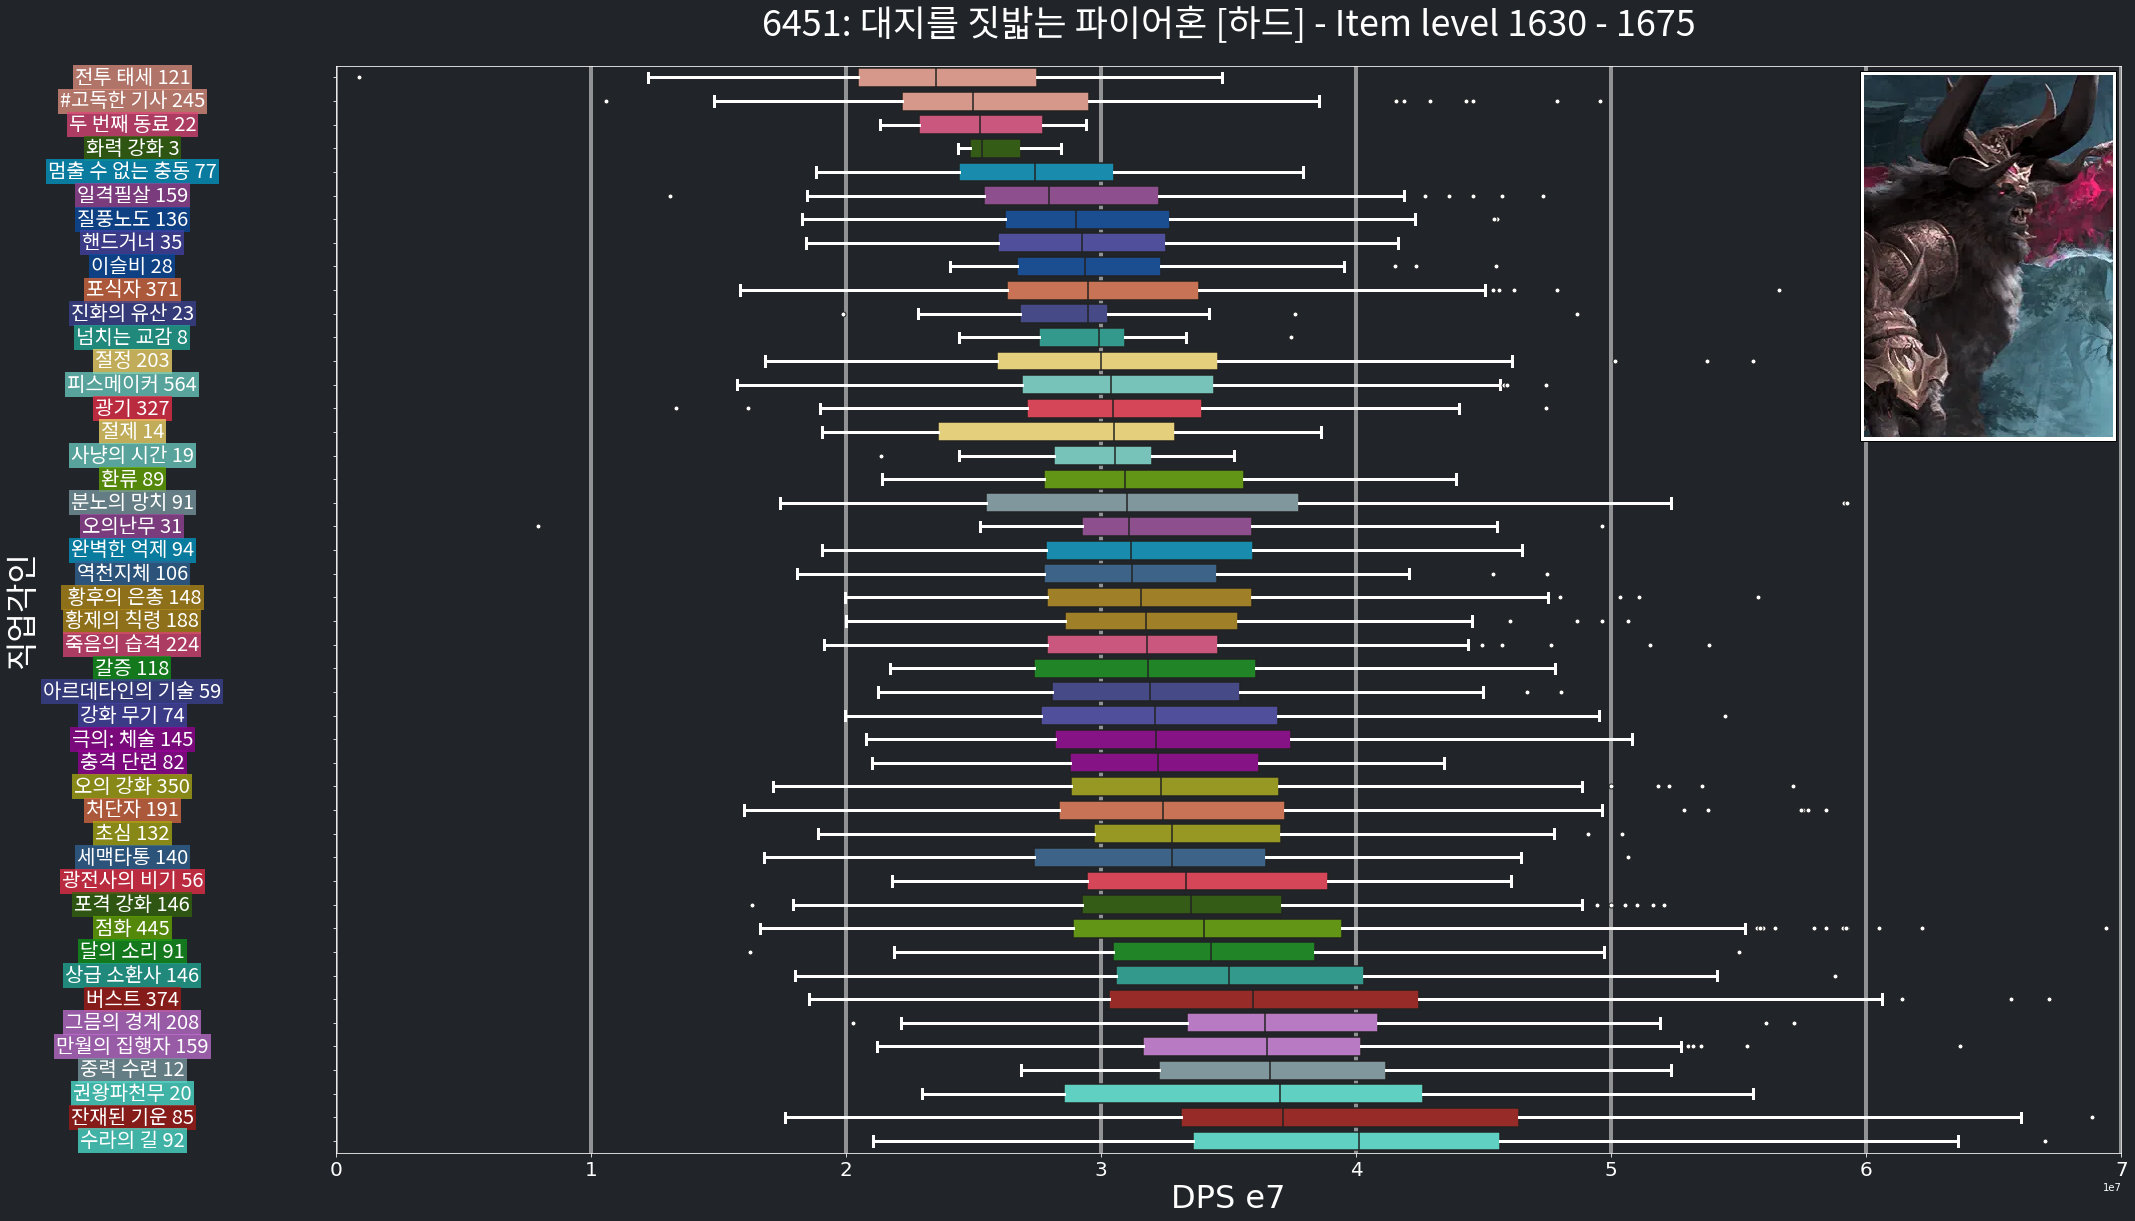 6451: 대지를 짓밟는 파이어혼 [하드] - Item level 1630 - 1675
직업각인
전투 태세 121
#고독한 기사 245
두 번째 동료 22
화력 강화 3
멈출 수 없는 충동 77
일격필살 159
질풍노도 136
핸드거너 35
이슬비 28
포식자 371
진화의 유산 23
넘치는 교감 8
절정 203
피스메이커 564
광기 327
절제 14
사냥의 시간 19
환류 89
분노의 망치 91
오의난무 31
완벽한 억제 94
역천지체 106
황후의 은총 148
황제의 칙령 188
죽음의 습격 224
갈증 118
아르데타인의 기술 59
강화 무기 74
극의: 체술 145
충격 단련 82
오의 강화 350
처단자 191
초심 132
세맥타통 140
광전사의 비기 56
포격 강화 146
점화 445
달의 소리 91
상급 소환사 146
버스트 374
그믐의 경계 208
만월의 집행자 159
중력 수련 12
권왕파천무 20
잔재된 기운 85
수라의 길 92
0 1 2 3 4 5 6 7
1e7
DPS e7